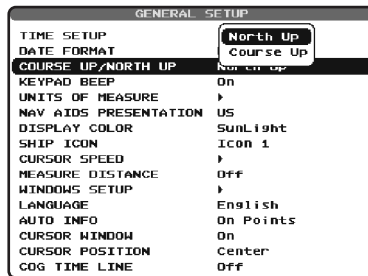 GENERAL SETUP
TIME SETUP
North Up
DATE FORMAT
Course Up
COURSE UP/NORTH UP North Up
KEYPAD BEEP On
UNITS OF MEASURE
NAV AIDS PRESENTATION US
DISPLAY COLOR SunLight
SHIP ICON Icon 1
CURSOR SPEED
MEASURE DISTANCE Off
WINDOWS SETUP
LANGUAGE English
AUTO INFO On Points
CURSOR WINDOW On
CURSOR POSITION Center
COG TIME LINE Off